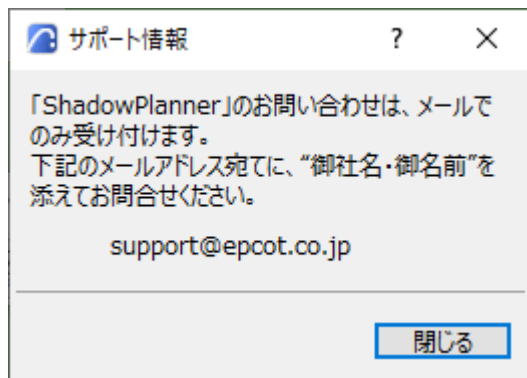 サポート情報
「ShadowPlanner」のお問い合わせは、メールで
のみ受け付けます。
下記のメールアドレス宛てに、“御社名・御名前”を
添えてお問合せください。
support@epcot.co.jp
閉じる